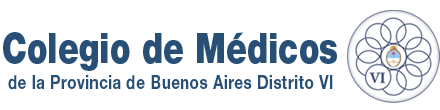 Colegio de Médicos
de la Provincia de Buenos Aires Distrito VI
VI